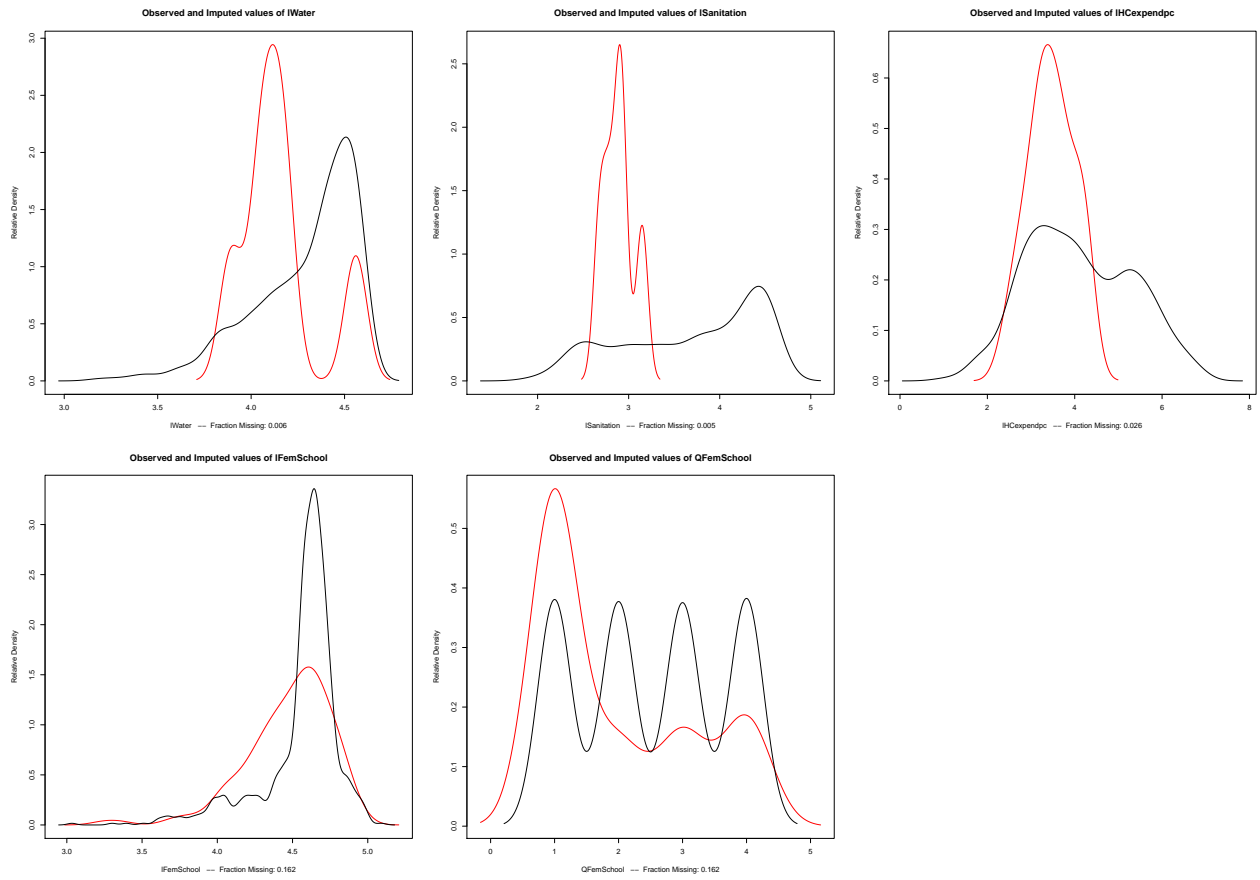 Observed and Imputed values of lWater
Relative Density
0.0 0.5 1.0 1.5 2.0 2.5 3.0
3.0 3.5 4.0 4.5
lWater -- Fraction Missing: 0.006
Observed and Imputed values of lSanitation
Relative Density
0.0 0.5 1.0 1.5 2.0 2.5
2 3 4 5
lSanitation -- Fraction Missing: 0.005
Observed and Imputed values of lHCexpendpc
Relative Density
0.0 0.1 0.2 0.3 0.4 0.5 0.6
0 2 4 6 8
lHCexpendpc -- Fraction Missing: 0.026
Observed and Imputed values of lFemSchool
Relative Density
0.0 0.5 1.0 1.5 2.0 2.5 3.0
3.0 3.5 4.0 4.5 5.0
lFemSchool -- Fraction Missing: 0.162
Observed and Imputed values of QFemSchool
Relative Density
0.0 0.1 0.2 0.3 0.4 0.5
0 1 2 3 4 5
QFemSchool -- Fraction Missing: 0.162